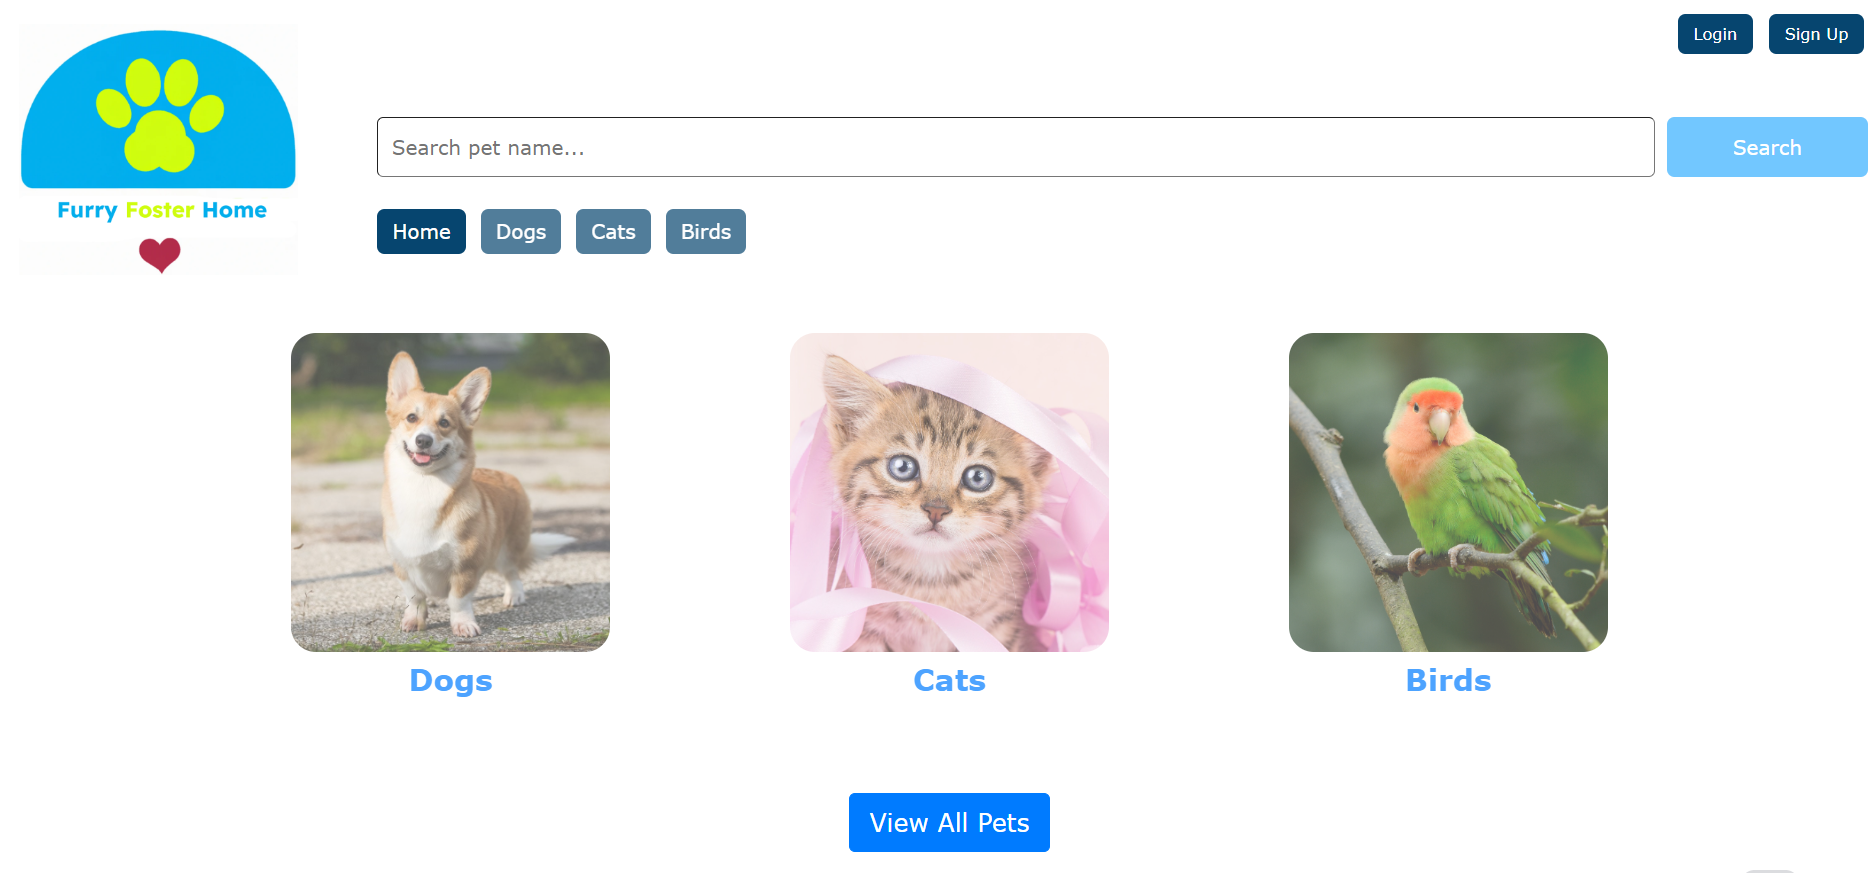 Login
Sign Up
Search pet name...
Search
Furry Foster Home
Home
Dogs
Cats
Birds
Dogs
Cats
Birds
View All Pets